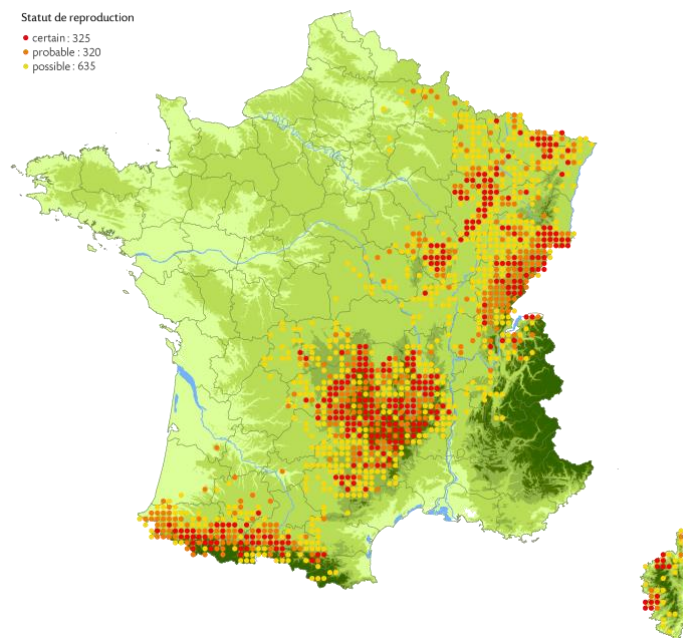 Statut de reproduction
certain : 325
probable : 320
possible : 635